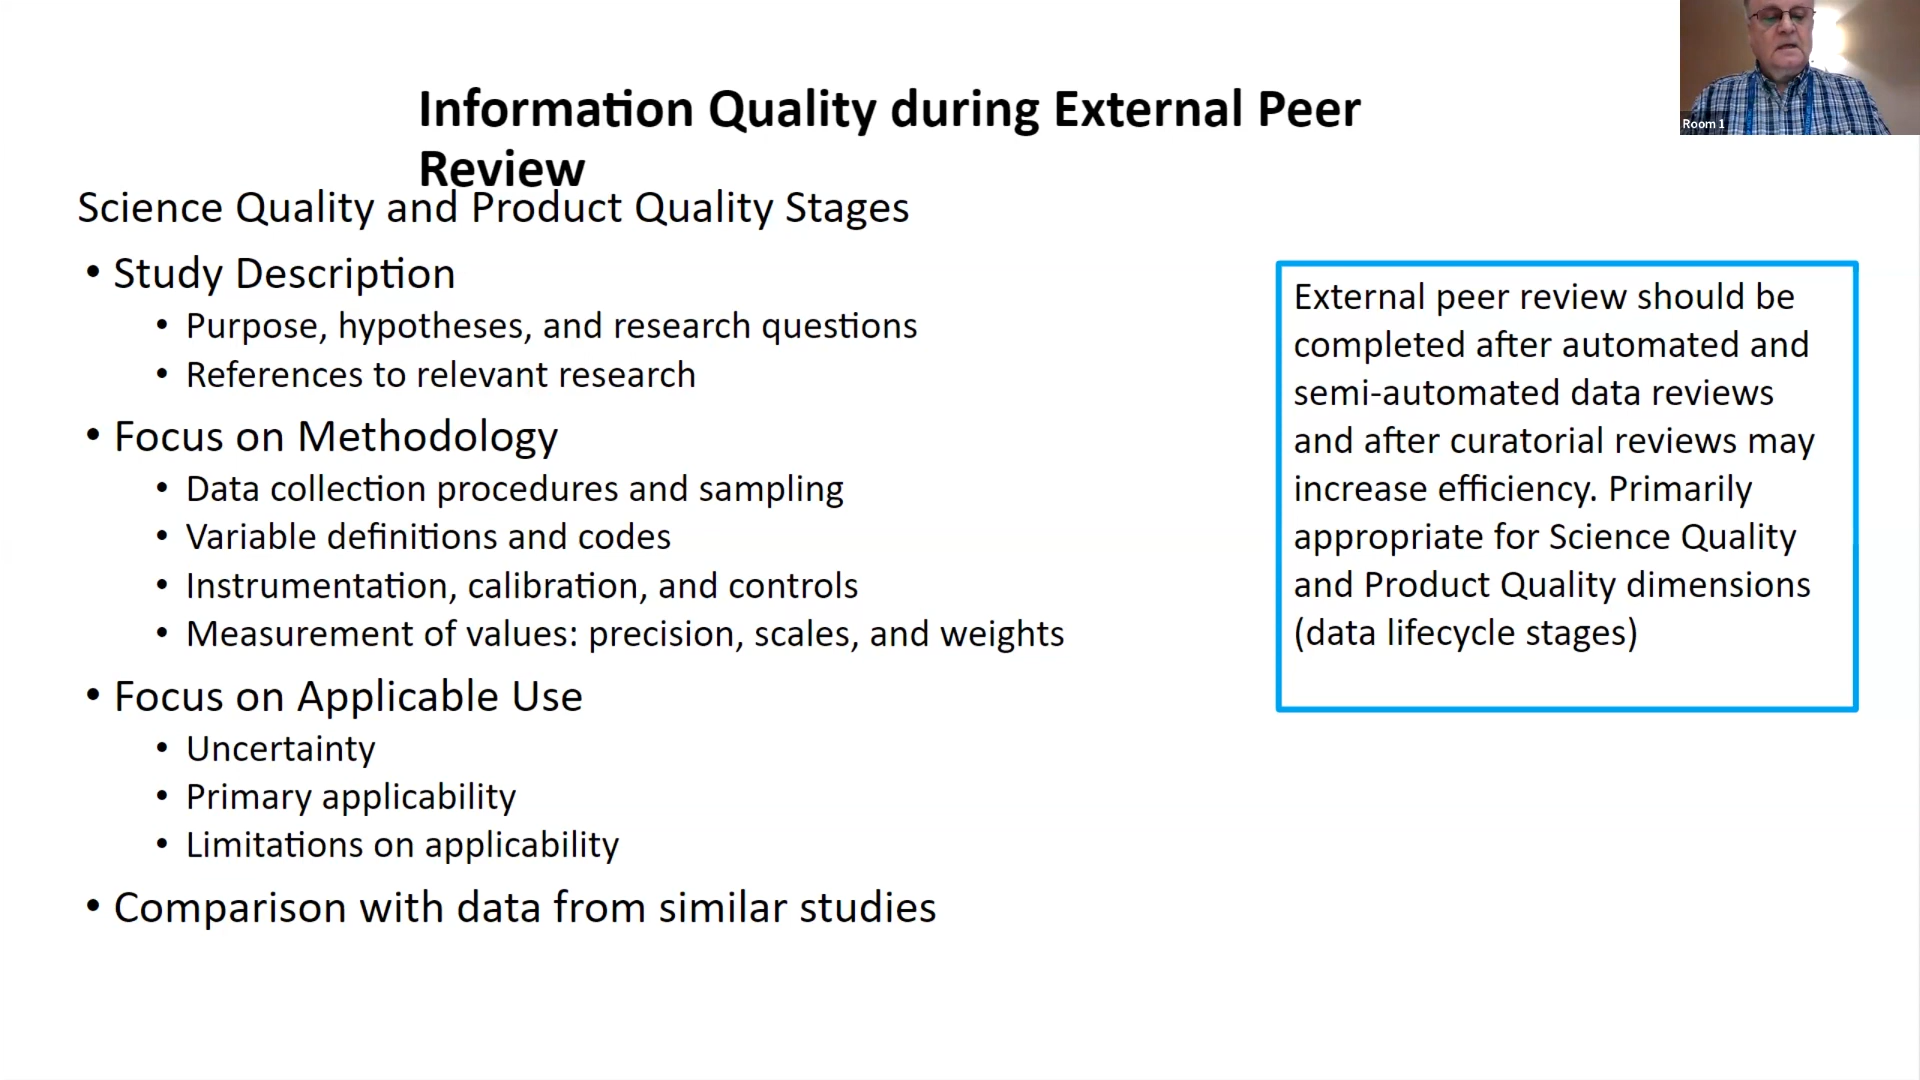 Information Quality during External Peer
Review
Science Quality and Product Quality Stages
• Study Description
• Purpose, hypotheses, and research questions
• References to relevant research
• Focus on Methodology
• Data collection procedures and sampling
• Variable definitions and codes
• Instrumentation, calibration, and controls
• Measurement of values: precision, scales, and weights
• Focus on Applicable Use
• Uncertainty
• Primary applicability
• Limitations on applicability
• Comparison with data from similar studies
External peer review should be
completed after automated and
semi-automated data reviews
and after curatorial reviews may
increase efficiency. Primarily
appropriate for Science Quality
and Product Quality dimensions
(data lifecycle stages)
Room 1